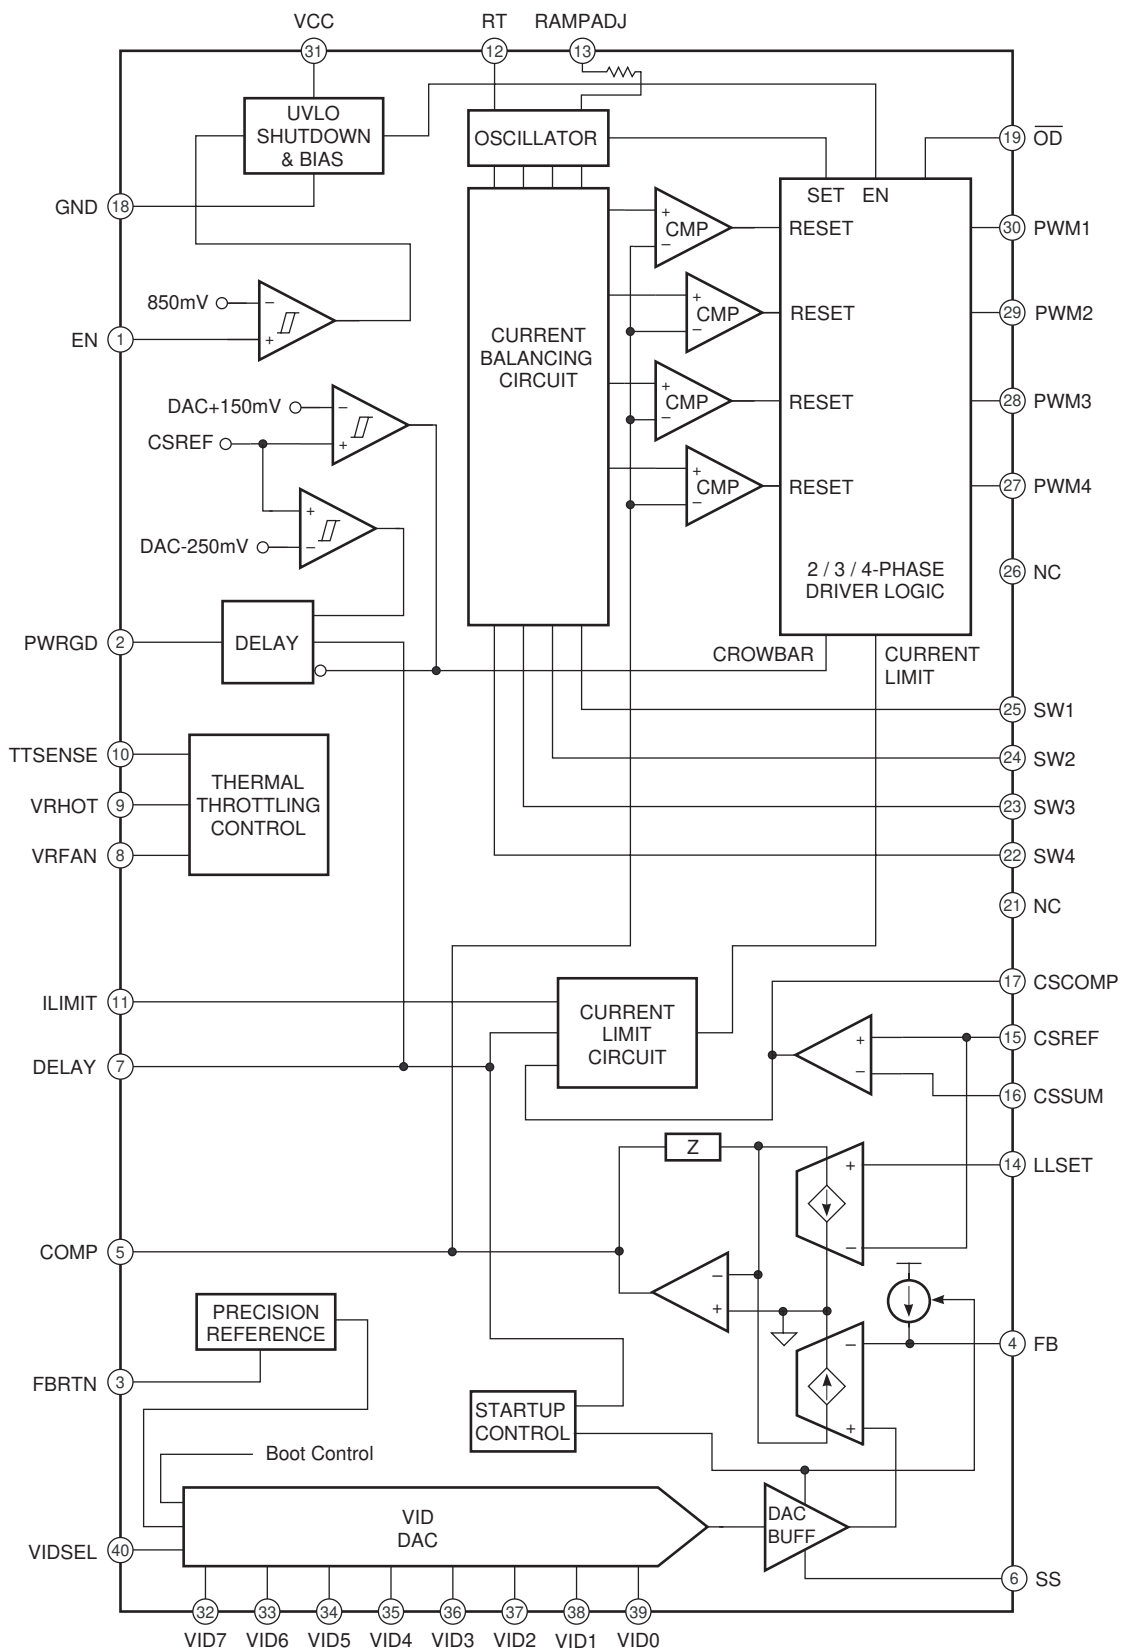 VCC
RT
RAMPADJ
31
12
13
UVLO
SHUTDOWN
& BIAS
OSCILLATOR
19 OD
GND 18
SET EN
+
CMP
–
RESET
30 PWM1
850mV
–
+
EN 1
+
CMP
–
RESET
29 PWM2
CURRENT
BALANCING
CIRCUIT
DAC+150mV
–
CSREF
+
+
CMP
–
RESET
28 PWM3
+
CMP
–
RESET
27 PWM4
+
DAC-250mV
–
2 / 3 / 4-PHASE
DRIVER LOGIC
26 NC
PWRGD 2
DELAY
CROWBAR
CURRENT
LIMIT
25 SW1
TTSENSE 10
24 SW2
THERMAL
THROTTLING
CONTROL
VRHOT 9
23 SW3
VRFAN 8
22 SW4
21 NC
17 CSCOMP
ILIMIT 11
CURRENT
LIMIT
CIRCUIT
+
–
15 CSREF
DELAY 7
16 CSSUM
Z
+
14 LLSET
–
COMP 5
–
+
PRECISION
REFERENCE
–
4 FB
FBRTN 3
STARTUP
CONTROL
+
Boot Control
VID
DAC
DAC
BUFF
VIDSEL 40
6 SS
32
33
34
35
36
37
38
39
VID7
VID6
VID5
VID4
VID3
VID2
VID1
VID0